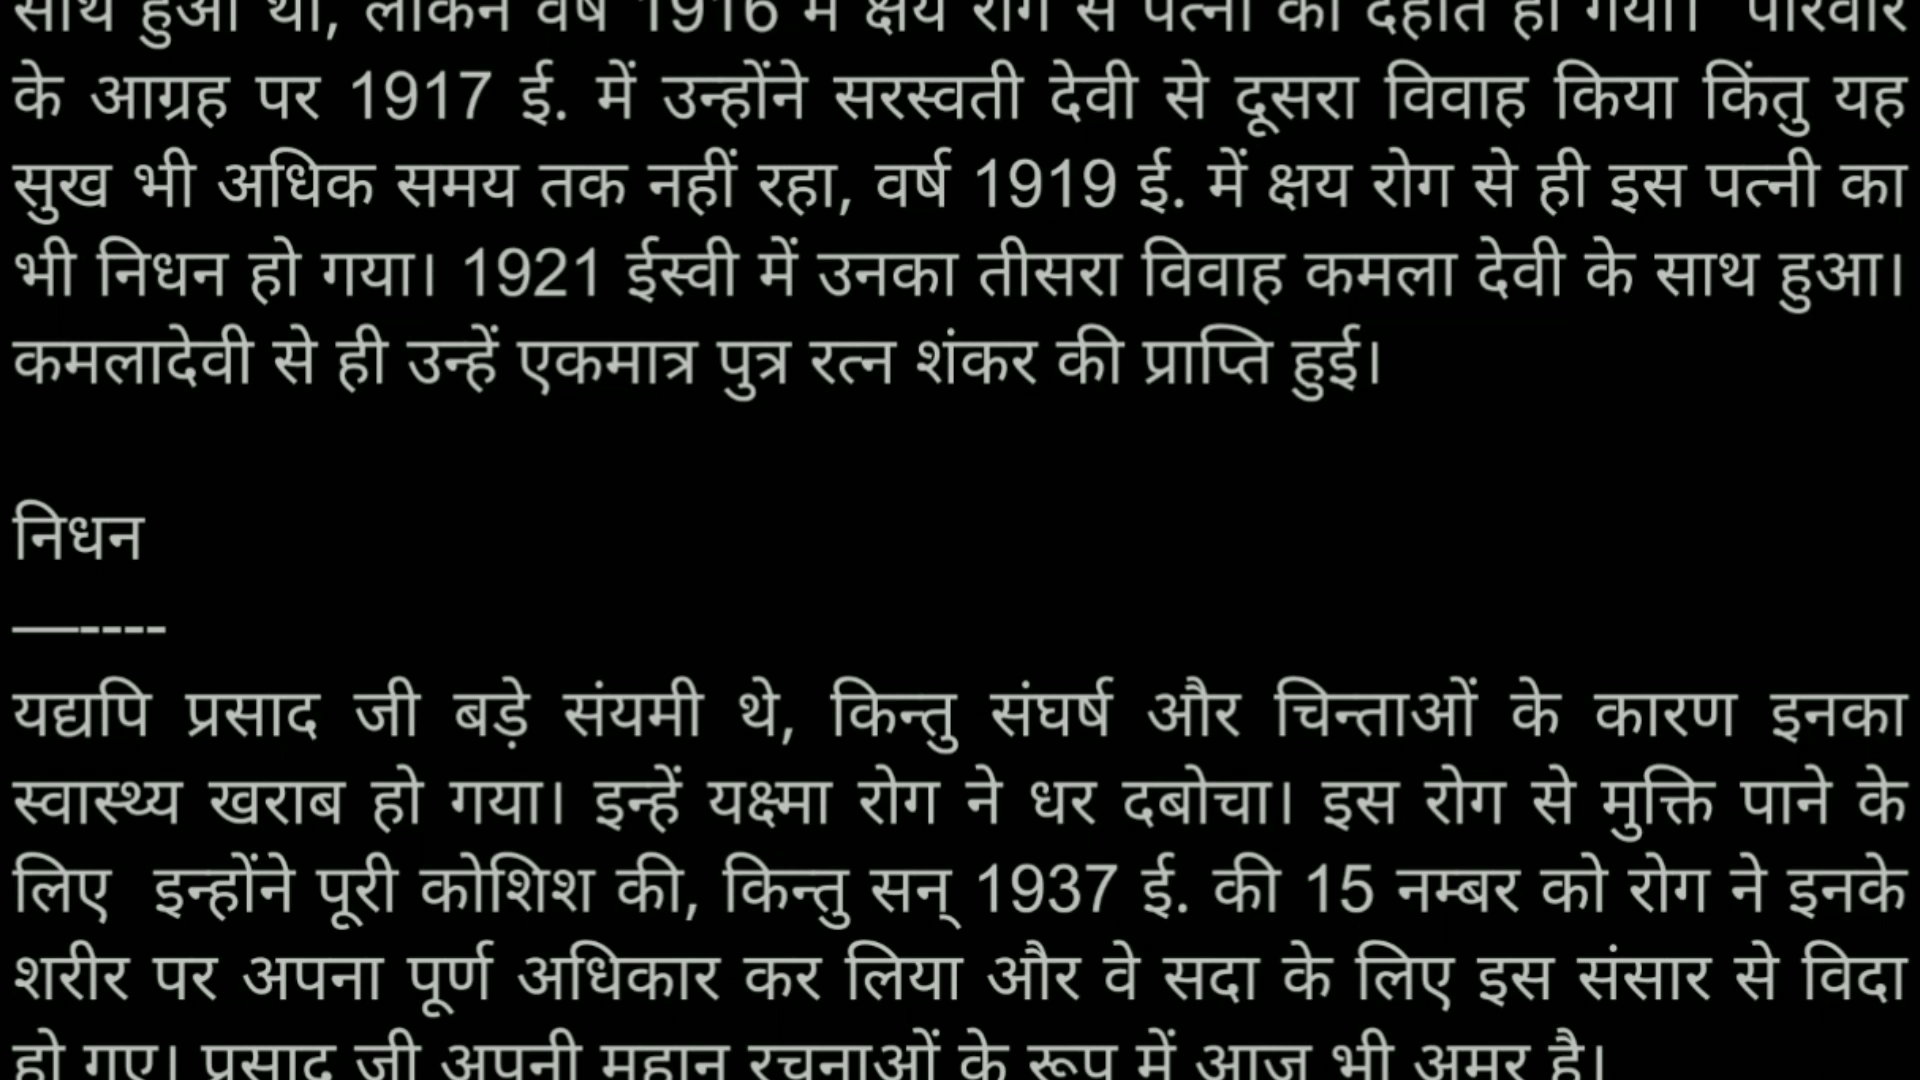 साथ हुआ था, लेकिन वर्ष 1916 में क्षय रोग से पत्नी का देहांत हो गया। परिवार
के आग्रह पर 1917 ई. में उन्होंने सरस्वती देवी से दूसरा विवाह किया किंतु यह
सुख भी अधिक समय तक नहीं रहा, वर्ष 1919 ई. में क्षय रोग से ही इस पत्नी का
भी निधन हो गया। 1921 ईस्वी में उनका तीसरा विवाह कमला देवी के साथ हुआ।
कमलादेवी से ही उन्हें एकमात्र पुत्र रत्न शंकर की प्राप्ति हुई।
निधन
—----
यद्यपि प्रसाद जी बड़े संयमी थे, किन्तु संघर्ष और चिन्ताओं के कारण इनका
स्वास्थ्य खराब हो गया। इन्हें यक्ष्मा रोग ने धर दबोचा। इस रोग से मुक्ति पाने के
लिए इन्होंने पूरी कोशिश की, किन्तु सन् 1937 ई. की 15 नम्बर को रोग ने इनके
शरीर पर अपना पूर्ण अधिकार कर लिया और वे सदा के लिए इस संसार से विदा
हो गए। प्रसाद जी अपनी महान रचनाओं के रूप में आज भी अमर है।